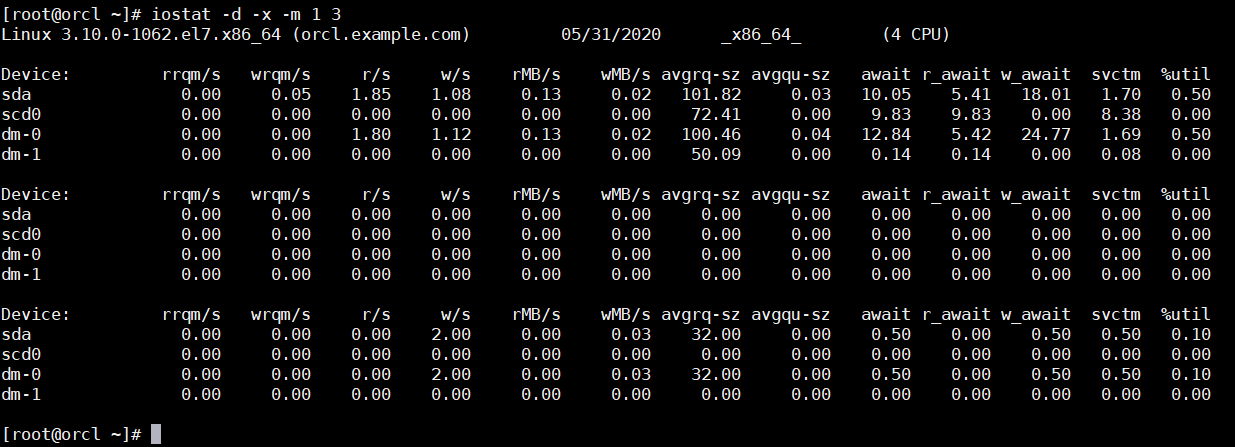 [root@orcl ~]# iostat -d -x -m 1 3
Linux 3.10.0-1062.el7.x86_64 (orcl.example.com) 05/31/2020 _x86_64_ (4 CPU)
Device: rrqm/s wrqm/s r/s w/s rMB/s wMB/s avgrq-sz avgqu-sz await r_await w_await svctm %util
sda 0.00 0.05 1.85 1.08 0.13 0.02 101.82 0.03 10.05 5.41 18.01 1.70 0.50
scd0 0.00 0.00 0.00 0.00 0.00 0.00 72.41 0.00 9.83 9.83 0.00 8.38 0.00
dm-0 0.00 0.00 1.80 1.12 0.13 0.02 100.46 0.04 12.84 5.42 24.77 1.69 0.50
dm-1 0.00 0.00 0.00 0.00 0.00 0.00 50.09 0.00 0.14 0.14 0.00 0.08 0.00
Device: rrqm/s wrqm/s r/s w/s rMB/s wMB/s avgrq-sz avgqu-sz await r_await w_await svctm %util
sda 0.00 0.00 0.00 0.00 0.00 0.00 0.00 0.00 0.00 0.00 0.00 0.00 0.00
scd0 0.00 0.00 0.00 0.00 0.00 0.00 0.00 0.00 0.00 0.00 0.00 0.00 0.00
dm-0 0.00 0.00 0.00 0.00 0.00 0.00 0.00 0.00 0.00 0.00 0.00 0.00 0.00
dm-1 0.00 0.00 0.00 0.00 0.00 0.00 0.00 0.00 0.00 0.00 0.00 0.00 0.00
Device: rrqm/s wrqm/s r/s w/s rMB/s wMB/s avgrq-sz avgqu-sz await r_await w_await svctm %util
sda 0.00 0.00 0.00 2.00 0.00 0.03 32.00 0.00 0.50 0.00 0.50 0.50 0.10
scd0 0.00 0.00 0.00 0.00 0.00 0.00 0.00 0.00 0.00 0.00 0.00 0.00 0.00
dm-0 0.00 0.00 0.00 2.00 0.00 0.03 32.00 0.00 0.50 0.00 0.50 0.50 0.10
dm-1 0.00 0.00 0.00 0.00 0.00 0.00 0.00 0.00 0.00 0.00 0.00 0.00 0.00
[root@orcl ~]#